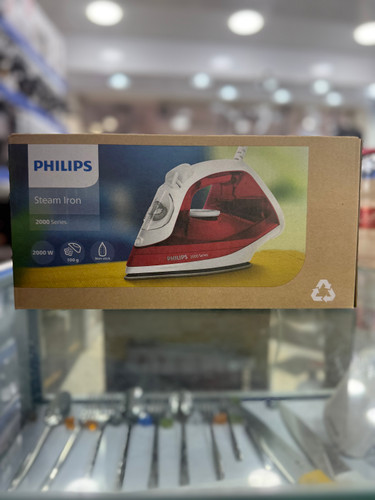 PHILIPS
Steam Iron
2000 Series
2000 W
PHILIPS